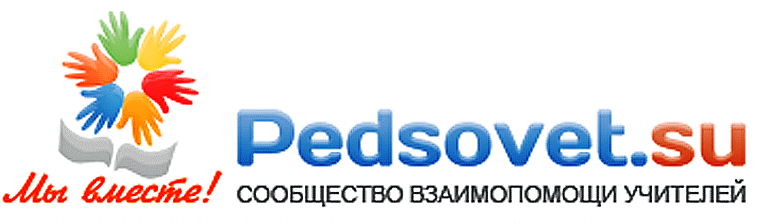 Pedsovet.su
Мы вместе!
СООБЩЕСТВО ВЗАИМОПОМОЩИ УЧИТЕЛЕЙ